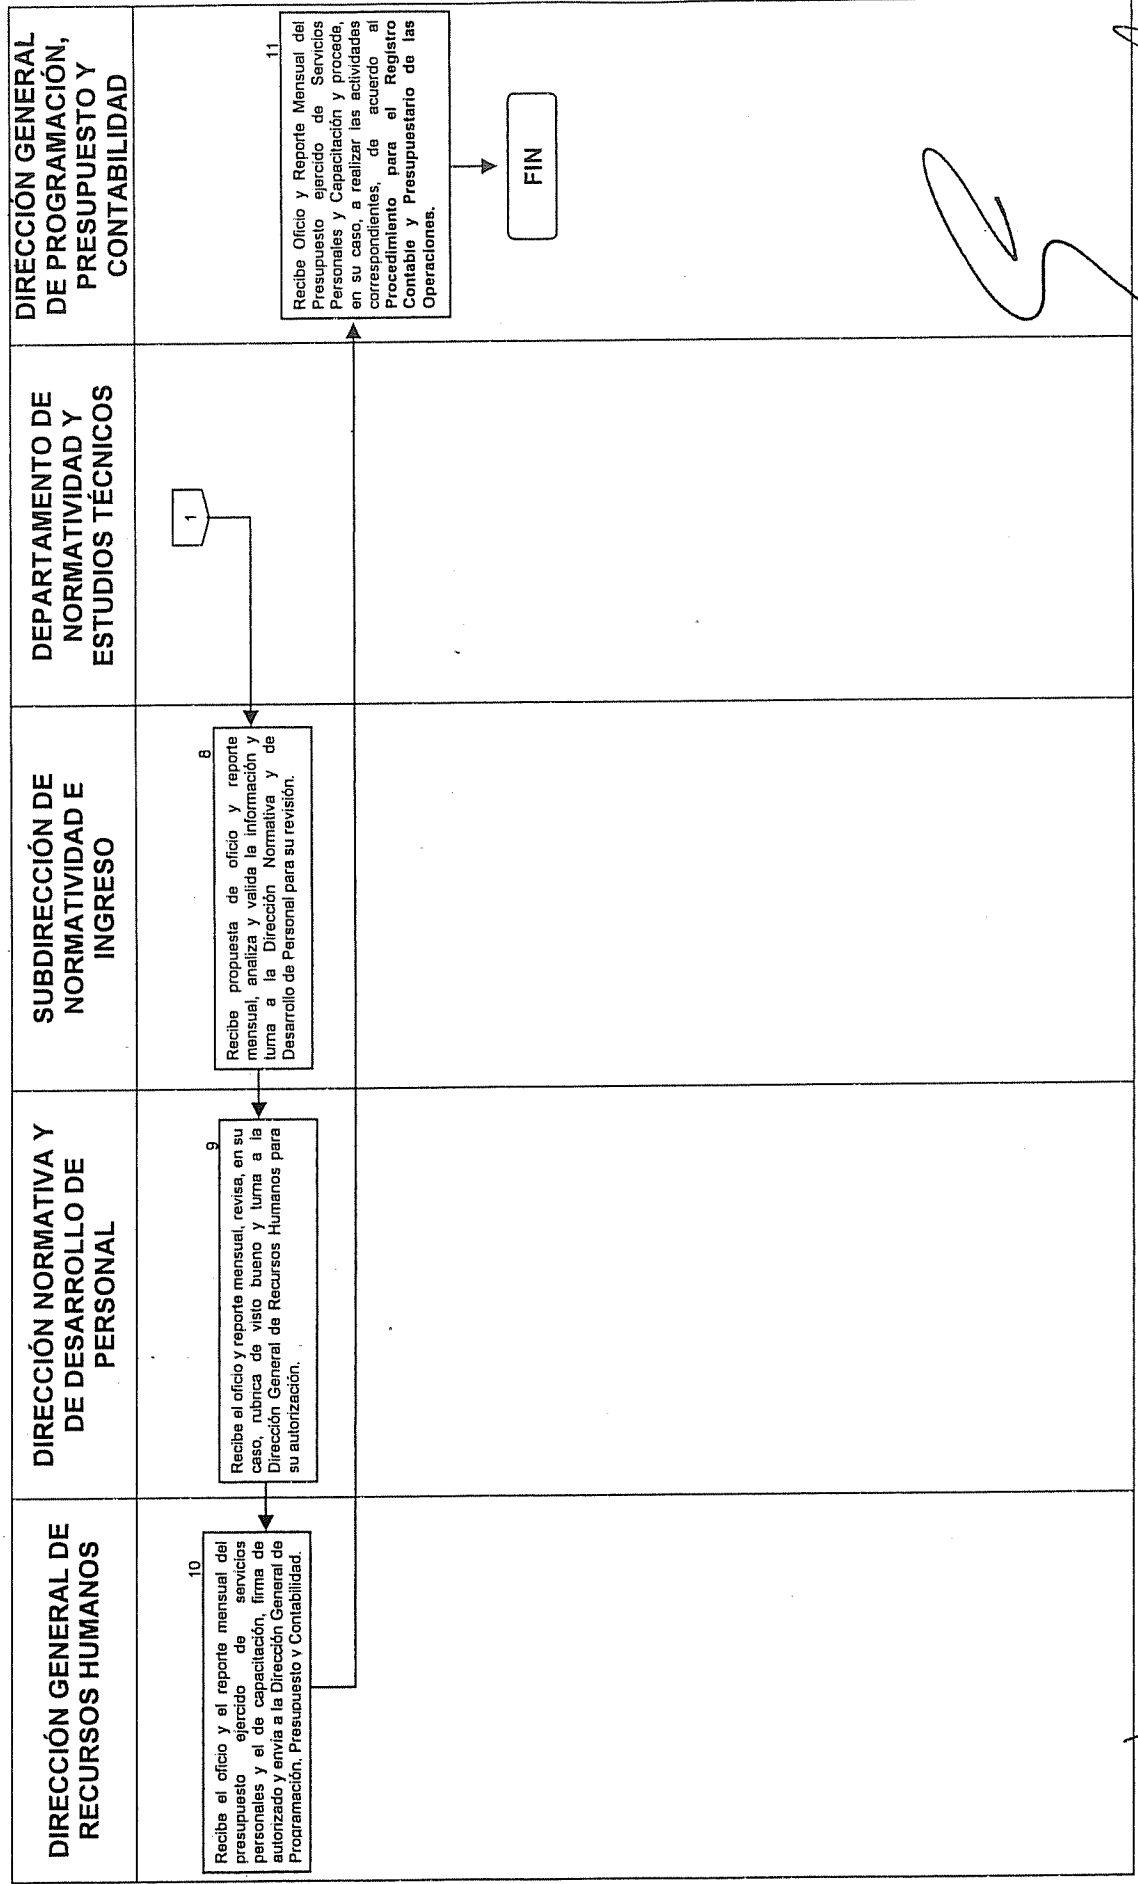 DIRECCIÓN GENERAL DE
RECURSOS HUMANOS
DIRECCIÓN NORMATIVA Y
DE DESARROLLO DE
PERSONAL
SUBDIRECCIÓN DE
NORMATIVIDAD E
INGRESO
DEPARTAMENTO DE
NORMATIVIDAD Y
ESTUDIOS TÉCNICOS
DIRECCIÓN GENERAL
DE PROGRAMACIÓN,
PRESUPUESTO Y
CONTABILIDAD
1
8
Recibe propuesta de oficio y reporte
mensual, analiza y valida la información y
turna a la Dirección Normativa y de
Desarrollo de Personal para su revisión.
9
Recibe el oficio y reporte mensual, revisa, en su
caso, rubrica de visto bueno y turna a la
Dirección General de Recursos Humanos para
su autorización.
10
Recibe el oficio y el reporte mensual del
presupuesto ejercido de servicios
personales y el de capacitación, firma de
autorizado y envía a la Dirección General de
Programación, Presupuesto y Contabilidad.
11
Recibe Oficio y Reporte Mensual del
Presupuesto ejercido de Servicios
Personales y Capacitación y procede,
en su caso, a realizar las actividades
correspondientes, de acuerdo al
Procedimiento para el Registro
Contable y Presupuestario de las
Operaciones.
FIN